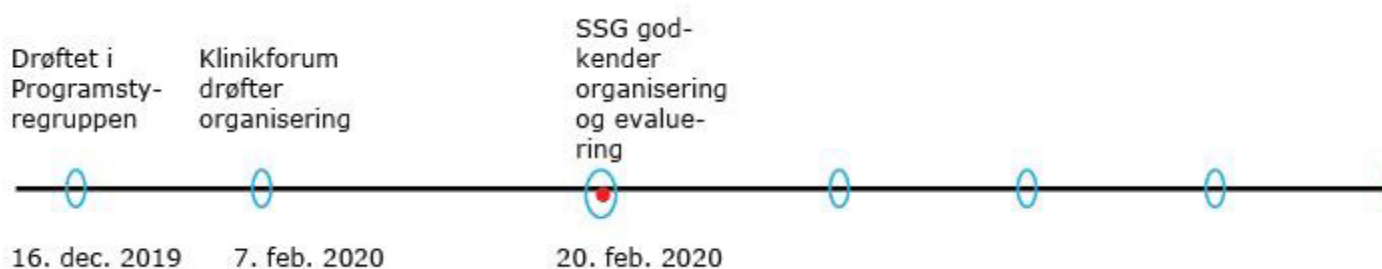 Drøftet i
Programsty-
regruppen
Klinikforum
drøfter
organisering
SSG god-
kender
organisering
og evalue-
ring
16. dec. 2019
7. feb. 2020
20. feb. 2020